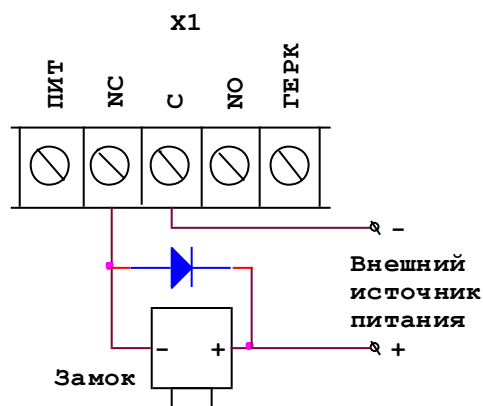 X1
ПИТ
NC
C
NO
ГЕРК
-
Внешний
источник
питания
- +
+
Замок